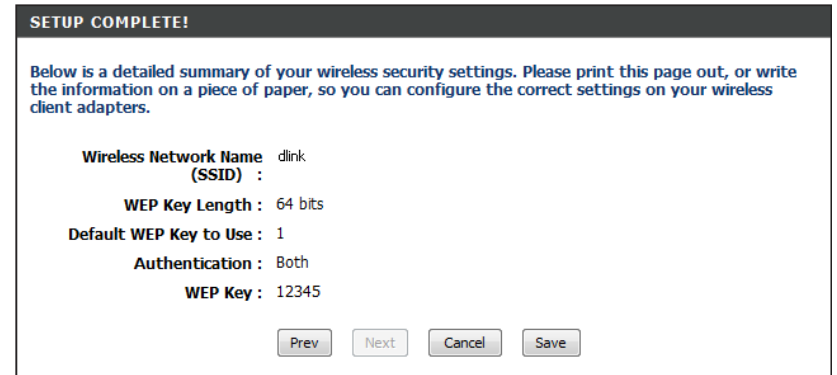 SETUP COMPLETE!
Below is a detailed summary of your wireless security settings. Please print this page out, or write
the information on a piece of paper, so you can configure the correct settings on your wireless
client adapters.
Wireless Network Name dlink
(SSID) :
WEP Key Length : 64 bits
Default WEP Key to Use : 1
Authentication : Both
WEP Key : 12345
Prev Next Cancel Save